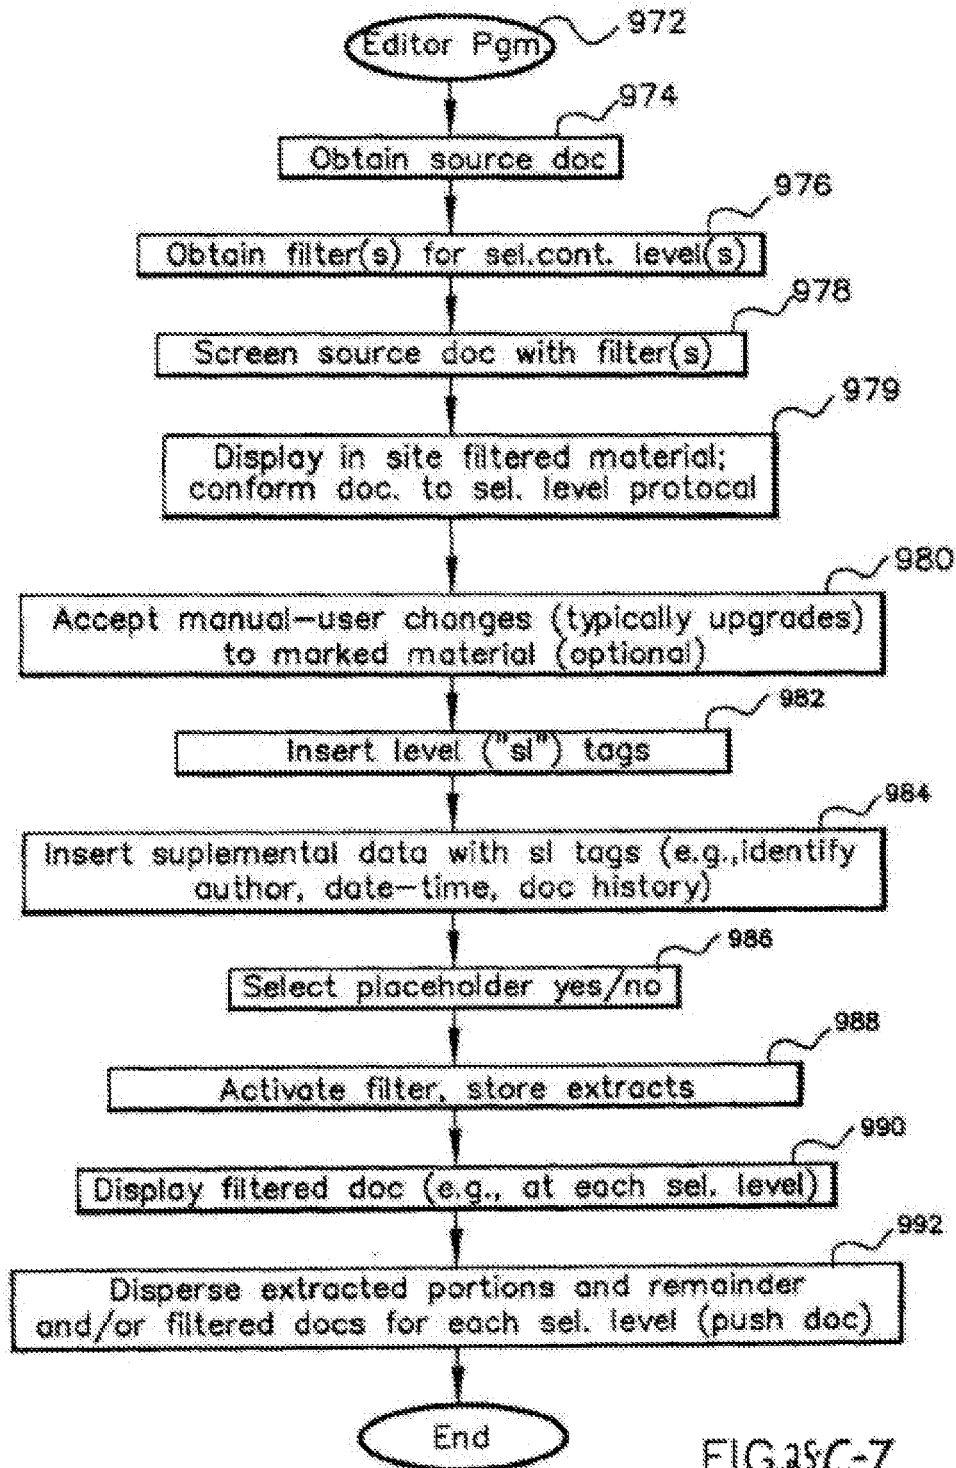 Editor Pgm
972
974
Obtain source doc
976
Obtain filter(s) for sel.cont. level(s)
978
Screen source doc with filter(s)
979
Display in site filtered material;
conform doc. to sel. level protocal
980
Accept manual-user changes (typically upgrades)
to marked material (optional)
982
Insert level ("sl") tags
984
Insert suplemental data with sl tags (e.g.,identify
author, date-time, doc history)
986
Select placeholder yes/no
988
Activate filter, store extracts
990
Display filtered doc (e.g., at each sel. level)
992
Disperse extracted portions and remainder
and/or filtered docs for each sel. level (push doc)
End
FIG.25C-7